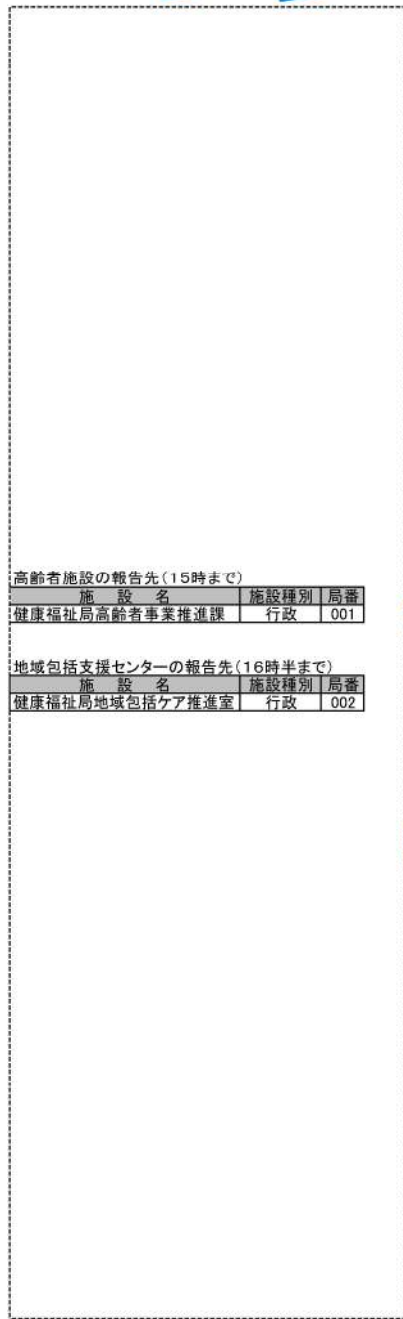 高齢者施設の報告先(15時まで)
施 設 名 施設種別 局番
健康福祉局高齢者事業推進課 行政 001
地域包括支援センターの報告先(16時半まで)
施 設 名 施設種別 局番
健康福祉局地域包括ケア推進室 行政 002